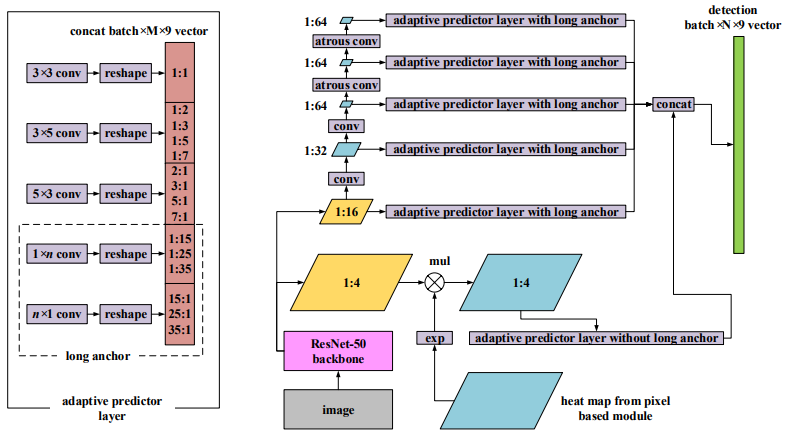 concat batch×M×9 vector
3×3 conv
reshape
1:1
3×5 conv
reshape
1:2
1:3
1:5
1:7
5×3 conv
reshape
2:1
3:1
5:1
7:1
1×n conv
reshape
1:15
1:25
1:35
n×1 conv
reshape
15:1
25:1
35:1
long anchor
adaptive predictor
layer
1:64
adaptive predictor layer with long anchor
atrous conv
1:64
adaptive predictor layer with long anchor
atrous conv
1:64
adaptive predictor layer with long anchor
conv
1:32
adaptive predictor layer with long anchor
conv
1:16
adaptive predictor layer with long anchor
concat
detection
batch×N×9 vector
1:4
mul
1:4
exp
adaptive predictor layer without long anchor
ResNet-50
backbone
image
heat map from pixel
based module